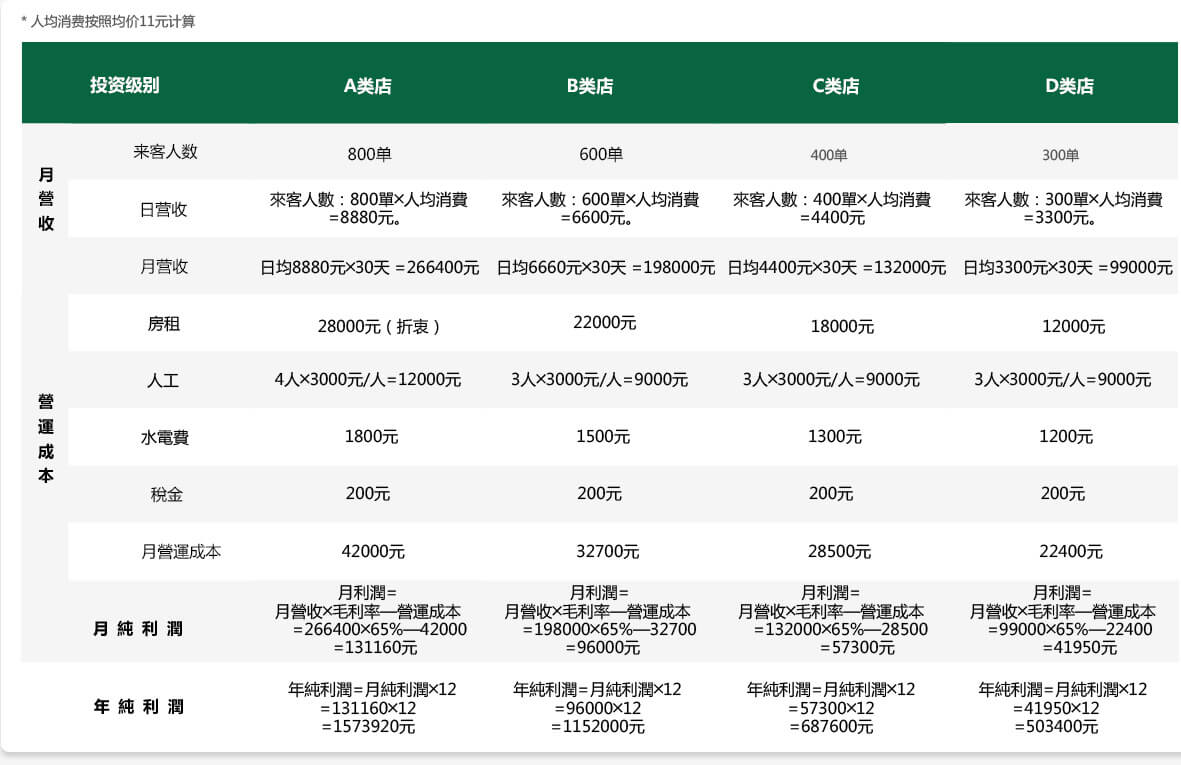 * 人均消费按照均价11元计算
投资级别 A类店 B类店 C类店 D类店
月營收
来客人数 800单 600单 400单 300单
日营收 來客人數：800單×人均消費 來客人數：600單×人均消費 來客人數：400單×人均消費 來客人數：300單×人均消費
=8880元。 =6600元。 =4400元 =3300元。
月营收 日均8880元×30天 =266400元 日均6660元×30天 =198000元 日均4400元×30天 =132000元 日均3300元×30天 =99000元
營運成本
房租 28000元 ( 折衷 ) 22000元 18000元 12000元
人工 4人×3000元/人=12000元 3人×3000元/人=9000元 3人×3000元/人=9000元 3人×3000元/人=9000元
水電費 1800元 1500元 1300元 1200元
稅金 200元 200元 200元 200元
月營運成本 42000元 32700元 28500元 22400元
月純利潤
月利潤= 月利潤= 月利潤= 月利潤=
月營收×毛利率—營運成本 月營收×毛利率—營運成本 月營收×毛利率—營運成本 月營收×毛利率—營運成本
=266400×65%—42000 =198000×65%—32700 =132000×65%—28500 =99000×65%—22400
=131160元 =96000元 =57300元 =41950元
年純利潤
年純利潤=月純利潤×12 年純利潤=月純利潤×12 年純利潤=月純利潤×12 年純利潤=月純利潤×12
=131160×12 =96000×12 =57300×12 =41950×12
=1573920元 =1152000元 =687600元 =503400元